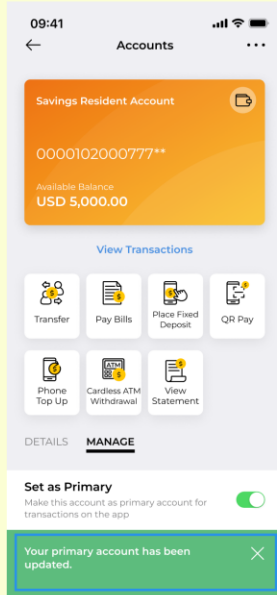 09:41
Accounts
Savings Resident Account
0000102000777**
Available Balance
USD 5,000.00
View Transactions
Transfer
Pay Bills
Place Fixed
Deposit
QR Pay
Phone
Top Up
Cardless ATM
Withdrawal
View
Statement
DETAILS MANAGE
Set as Primary
Make this account as primary account for
transactions on the app
Your primary account has been
updated.